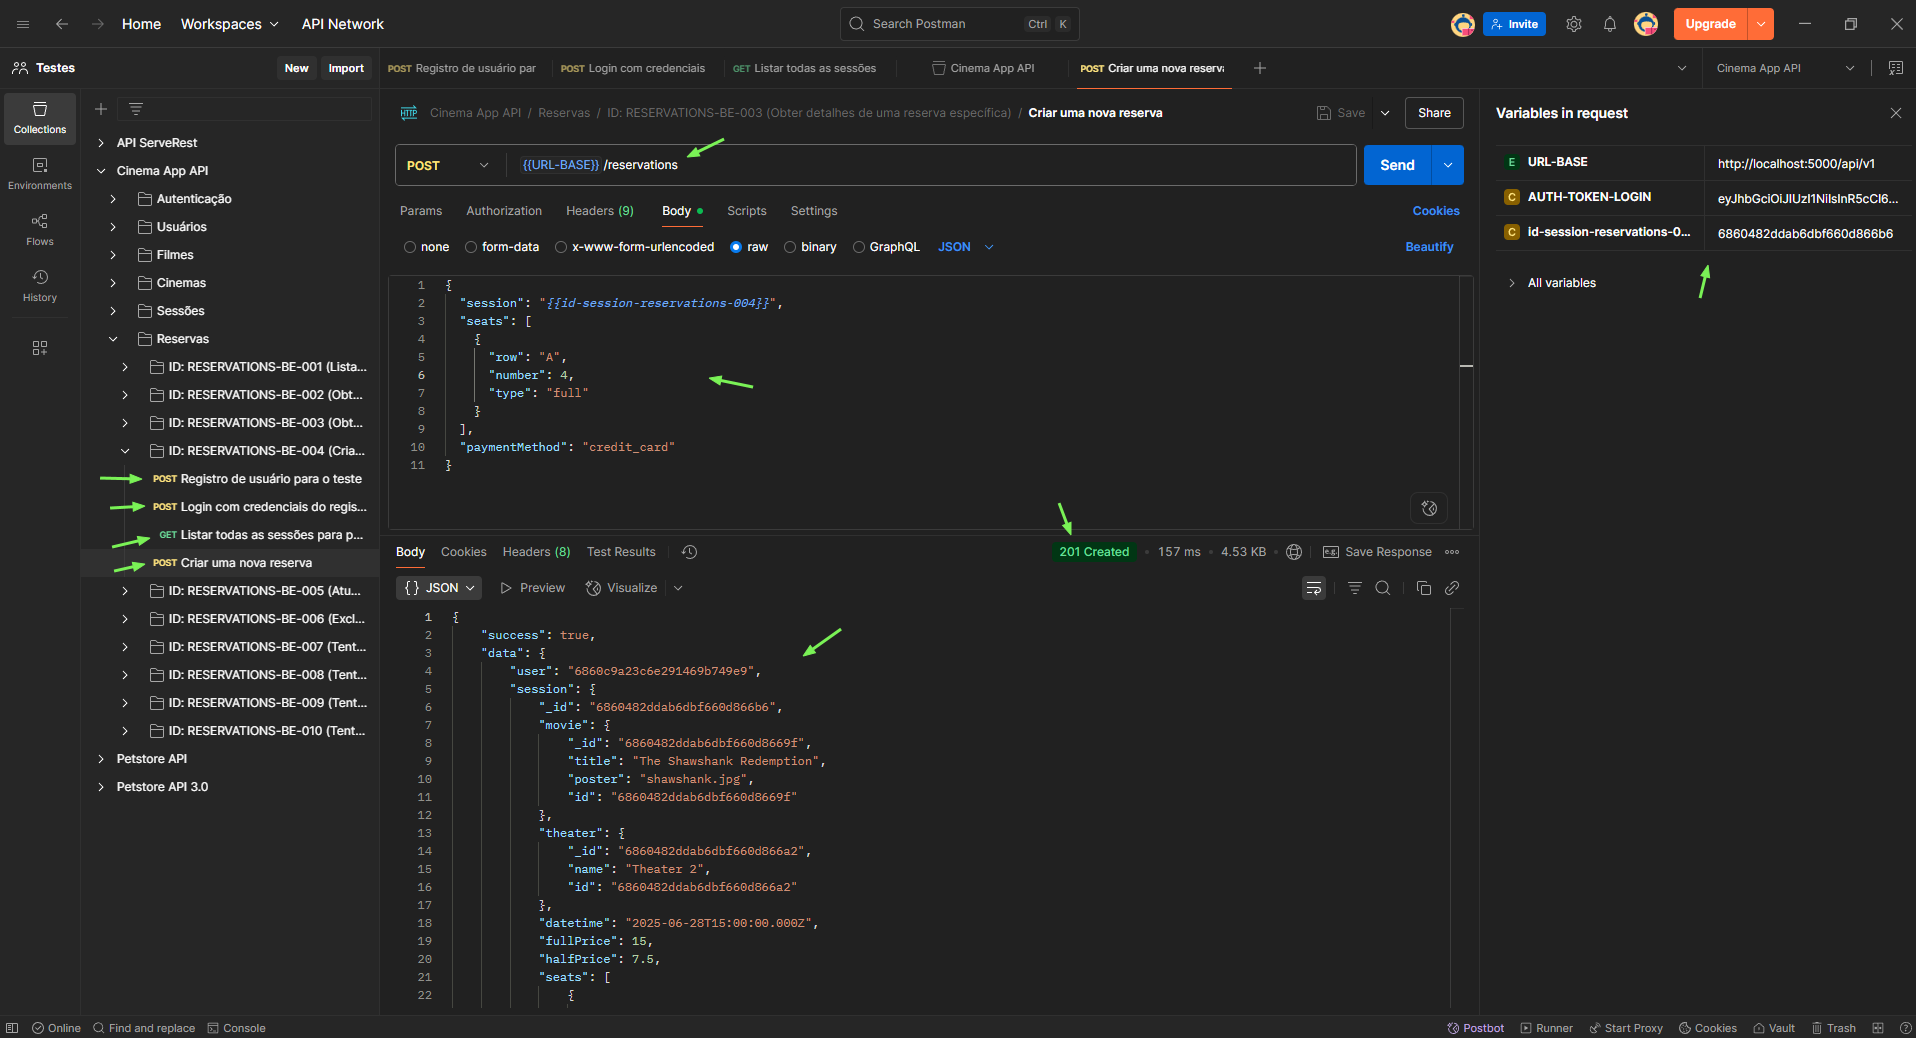 Home
Workspaces
API Network
Search Postman
Ctrl K
Invite
Upgrade
Testes
New
Import
POST Registro de usuário par
POST Login com credenciais
GET Listar todas as sessões
Cinema App API
POST Criar uma nova reserva
Cinema App API
Collections
Environments
Flows
History
API ServeRest
Cinema App API
Autenticação
Usuários
Filmes
Cinemas
Sessões
Reservas
ID: RESERVATIONS-BE-001 (Lista...
ID: RESERVATIONS-BE-002 (Obt...
ID: RESERVATIONS-BE-003 (Obt...
ID: RESERVATIONS-BE-004 (Cria...
POST Registro de usuário para o teste
POST Login com credenciais do regis...
GET Listar todas as sessões para p...
POST Criar uma nova reserva
ID: RESERVATIONS-BE-005 (Atu...
ID: RESERVATIONS-BE-006 (Excl...
ID: RESERVATIONS-BE-007 (Tent...
ID: RESERVATIONS-BE-008 (Tent...
ID: RESERVATIONS-BE-009 (Tent...
ID: RESERVATIONS-BE-010 (Tent...
Petstore API
Petstore API 3.0
HTTP Cinema App API / Reservas / ID: RESERVATIONS-BE-003 (Obter detalhes de uma reserva específica) / Criar uma nova reserva
Save
Share
POST
{{URL-BASE}} /reservations
Send
Params
Authorization
Headers (9)
Body
Scripts
Settings
Cookies
none
form-data
x-www-form-urlencoded
raw
binary
GraphQL
JSON
Beautify
1 {
2 "session": "{{id-session-reservations-004}}",
3 "seats": [
4 {
5 "row": "A",
6 "number": 4,
7 "type": "full"
8 }
9 ],
10 "paymentMethod": "credit_card"
11 }
Body
Cookies
Headers (8)
Test Results
201 Created
157 ms
4.53 KB
e.g. Save Response
{} JSON
Preview
Visualize
1 {
2 "success": true,
3 "data": {
4 "user": "6860c9a23c6e291469b749e9",
5 "session": {
6 "_id": "6860482ddab6dbf660d866b6",
7 "movie": {
8 "_id": "6860482ddab6dbf660d8669f",
9 "title": "The Shawshank Redemption",
10 "poster": "shawshank.jpg",
11 "id": "6860482ddab6dbf660d8669f"
12 },
13 "theater": {
14 "_id": "6860482ddab6dbf660d866a2",
15 "name": "Theater 2",
16 "id": "6860482ddab6dbf660d866a2"
17 },
18 "datetime": "2025-06-28T15:00:00.000Z",
19 "fullPrice": 15,
20 "halfPrice": 7.5,
21 "seats": [
22 {
Variables in request
E URL-BASE http://localhost:5000/api/v1
C AUTH-TOKEN-LOGIN eyJhbGciOiJIUzI1NiIsInR5cCI6...
C id-session-reservations-0... 6860482ddab6dbf660d866b6
All variables
Online
Find and replace
Console
Postbot
Runner
Start Proxy
Cookies
Vault
Trash